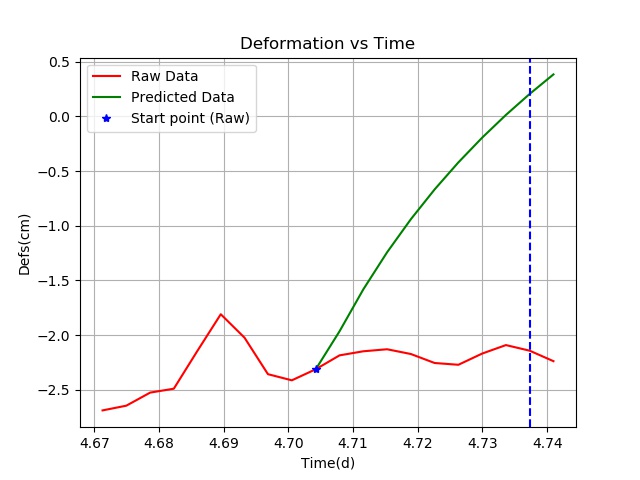 Deformation vs Time
Raw Data
Predicted Data
Start point (Raw)
0.5
0.0
−0.5
−1.0
−1.5
−2.0
−2.5
Defs(cm)
4.67 4.68 4.69 4.70 4.71 4.72 4.73 4.74
Time(d)